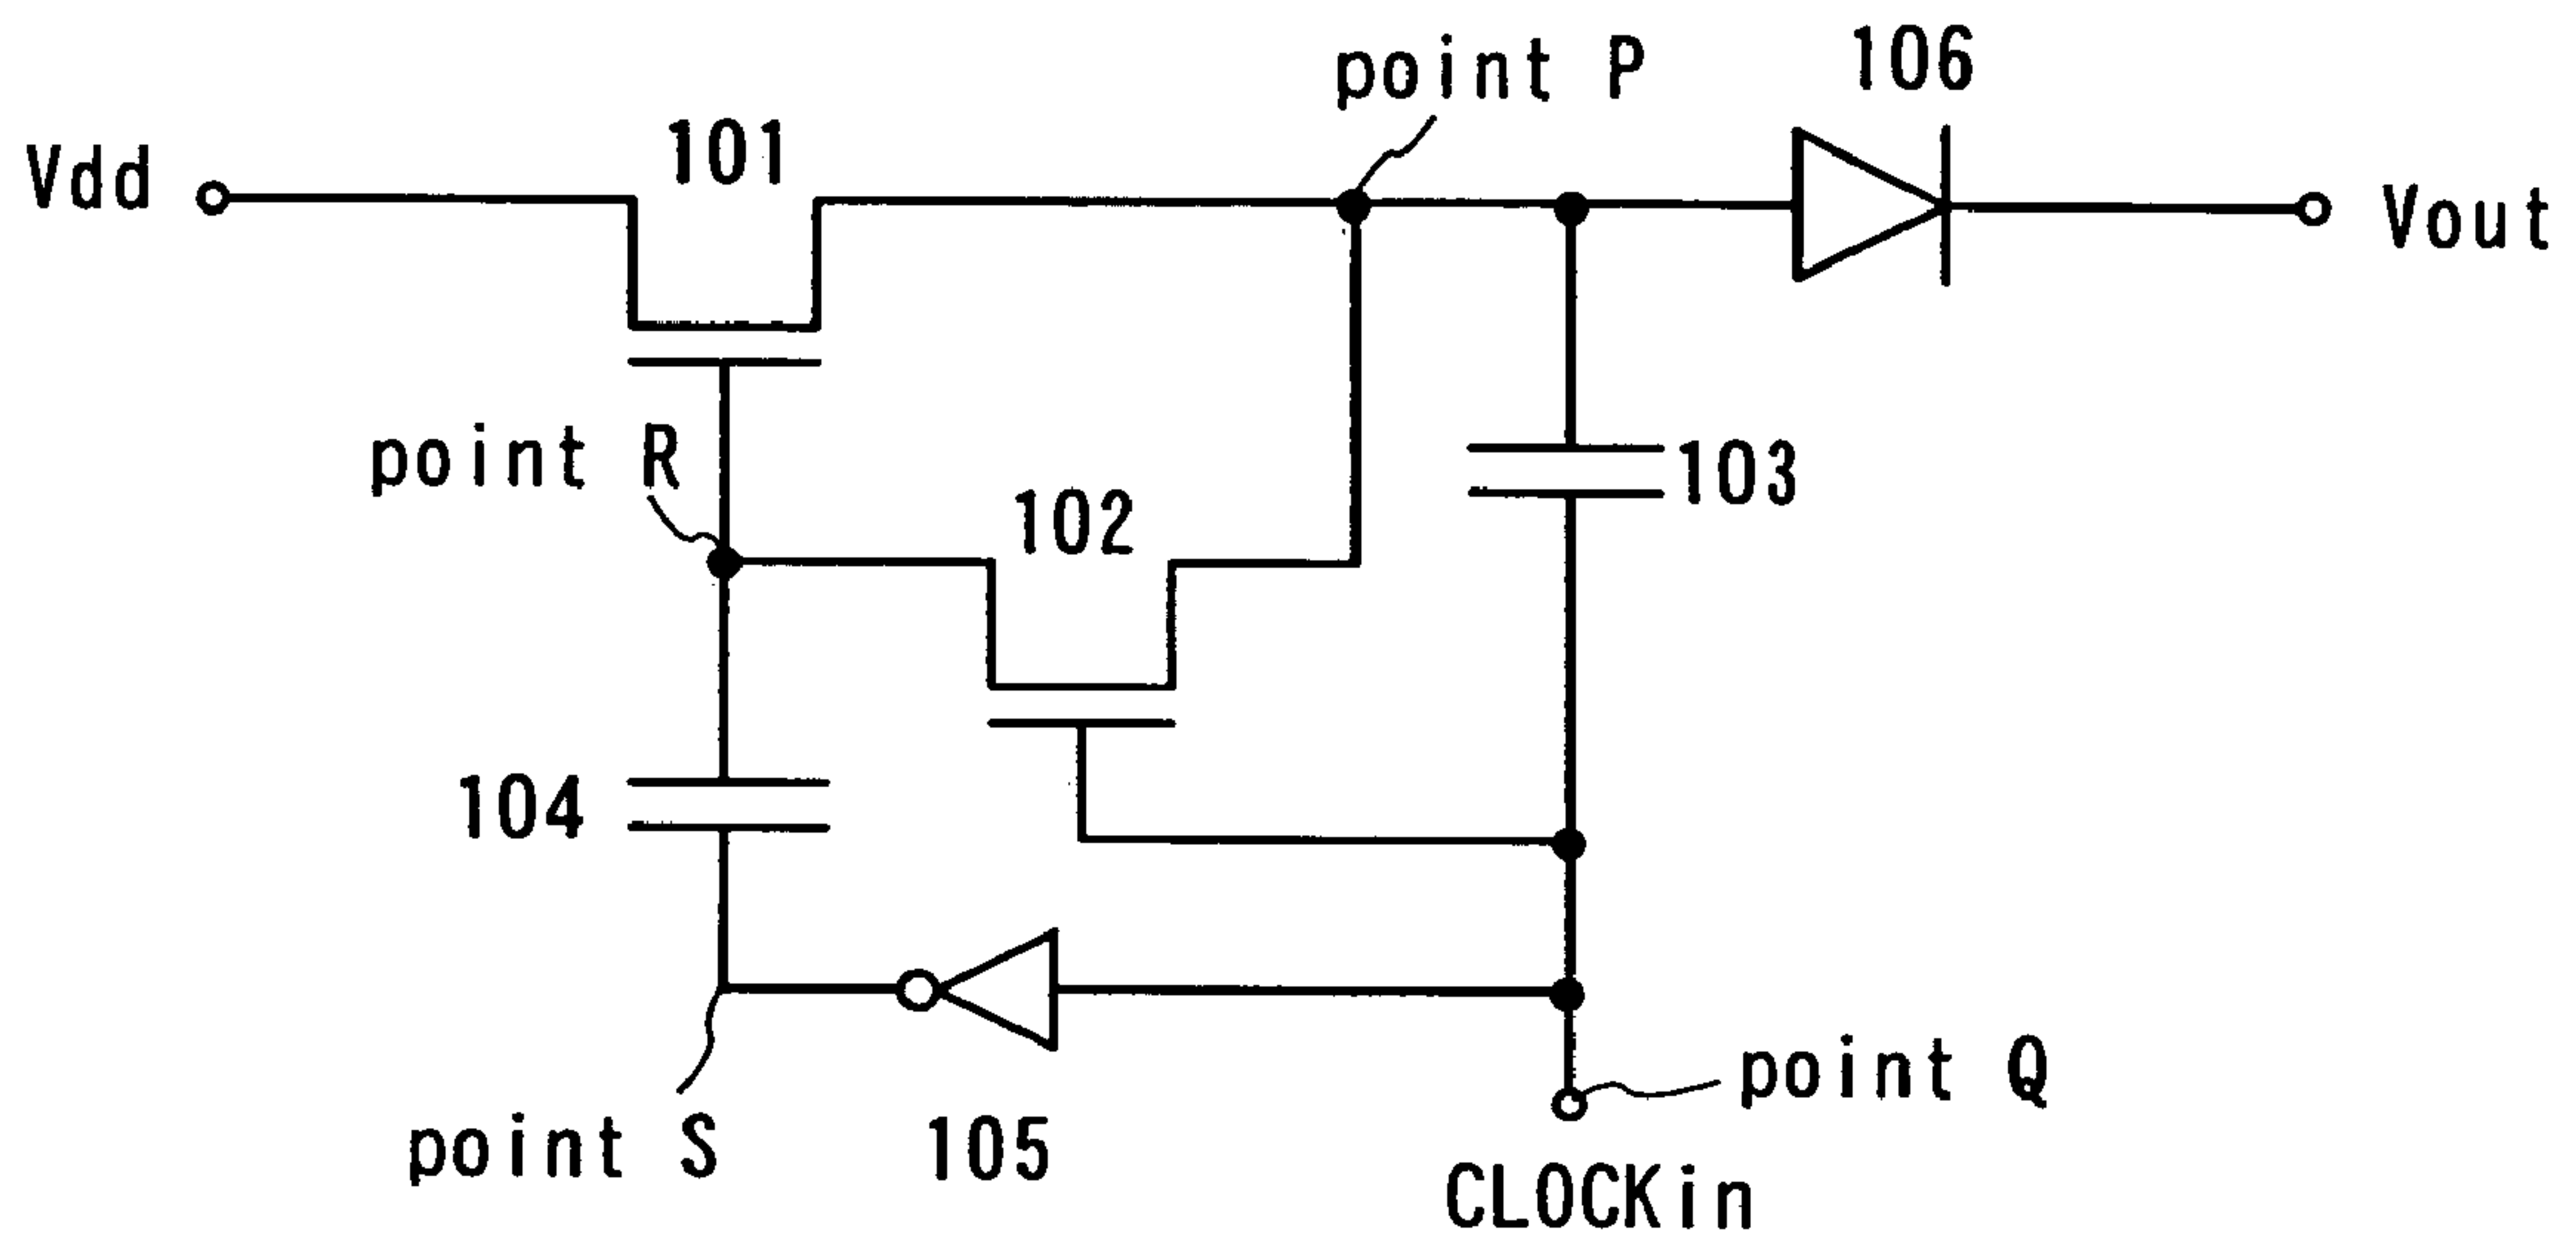 point P
106
101
Vdd
Vout
point R
103
102
104
point Q
point S
105
CLOCKin